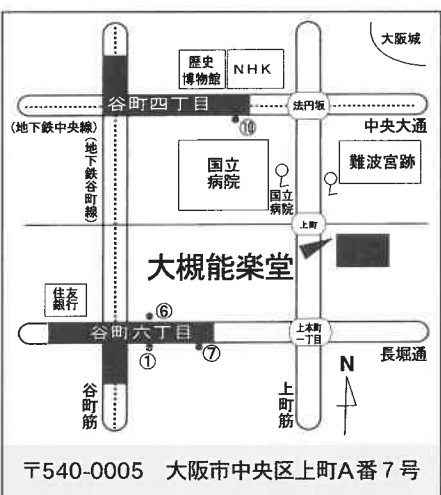 大阪城
歴史
博物館
NHK
谷町四丁目
法円坂
(地下鉄中央線)
⑩
中央大通
(地下鉄谷町線)
国立
病院
国立
病院
難波宮跡
上町
大槻能楽堂
住友
銀行
⑥
谷町六丁目
上本町
一丁目
①
⑦
長堀通
N
谷町筋
上町筋
〒540-0005 大阪市中央区上町A番7号